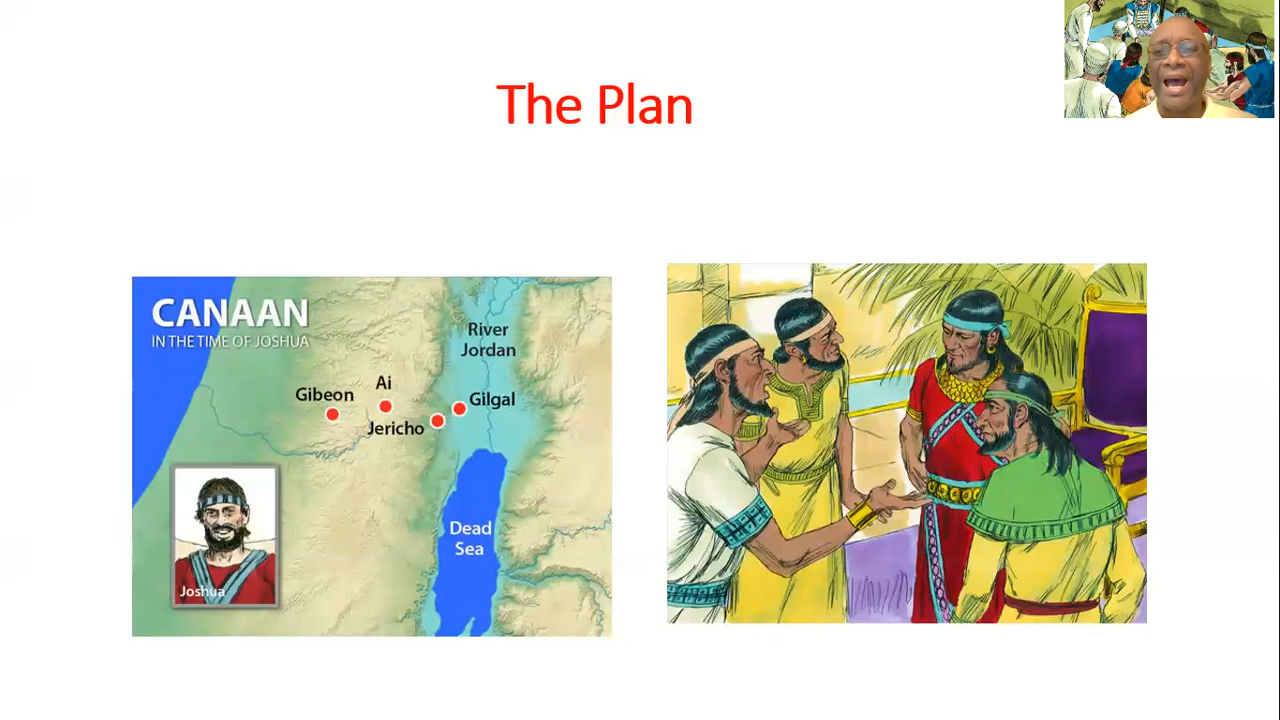 The Plan
CANAAN
IN THE TIME OF JOSHUA
River
Jordan
Ai
Gibeon
Gilgal
Jericho
Dead
Sea
Joshua